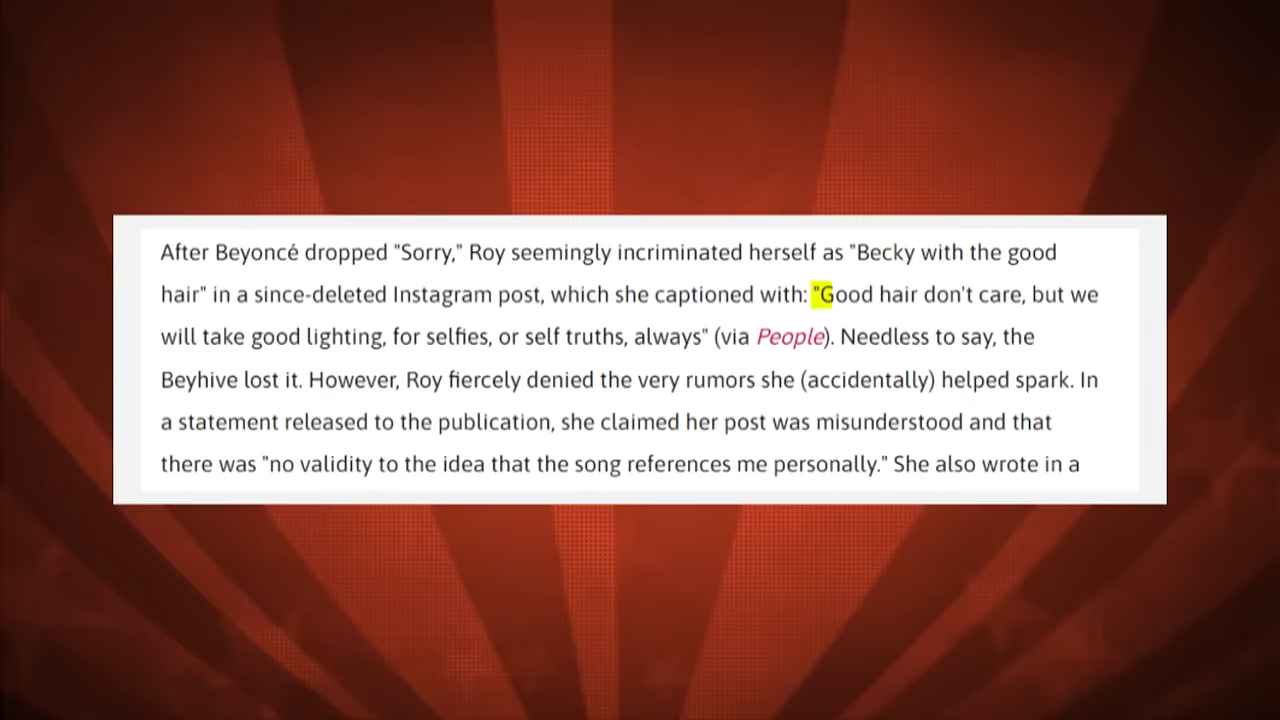 After Beyoncé dropped "Sorry," Roy seemingly incriminated herself as "Becky with the good
hair" in a since-deleted Instagram post, which she captioned with: "Good hair don't care, but we
will take good lighting, for selfies, or self truths, always" (via People). Needless to say, the
Beyhive lost it. However, Roy fiercely denied the very rumors she (accidentally) helped spark. In
a statement released to the publication, she claimed her post was misunderstood and that
there was "no validity to the idea that the song references me personally." She also wrote in a